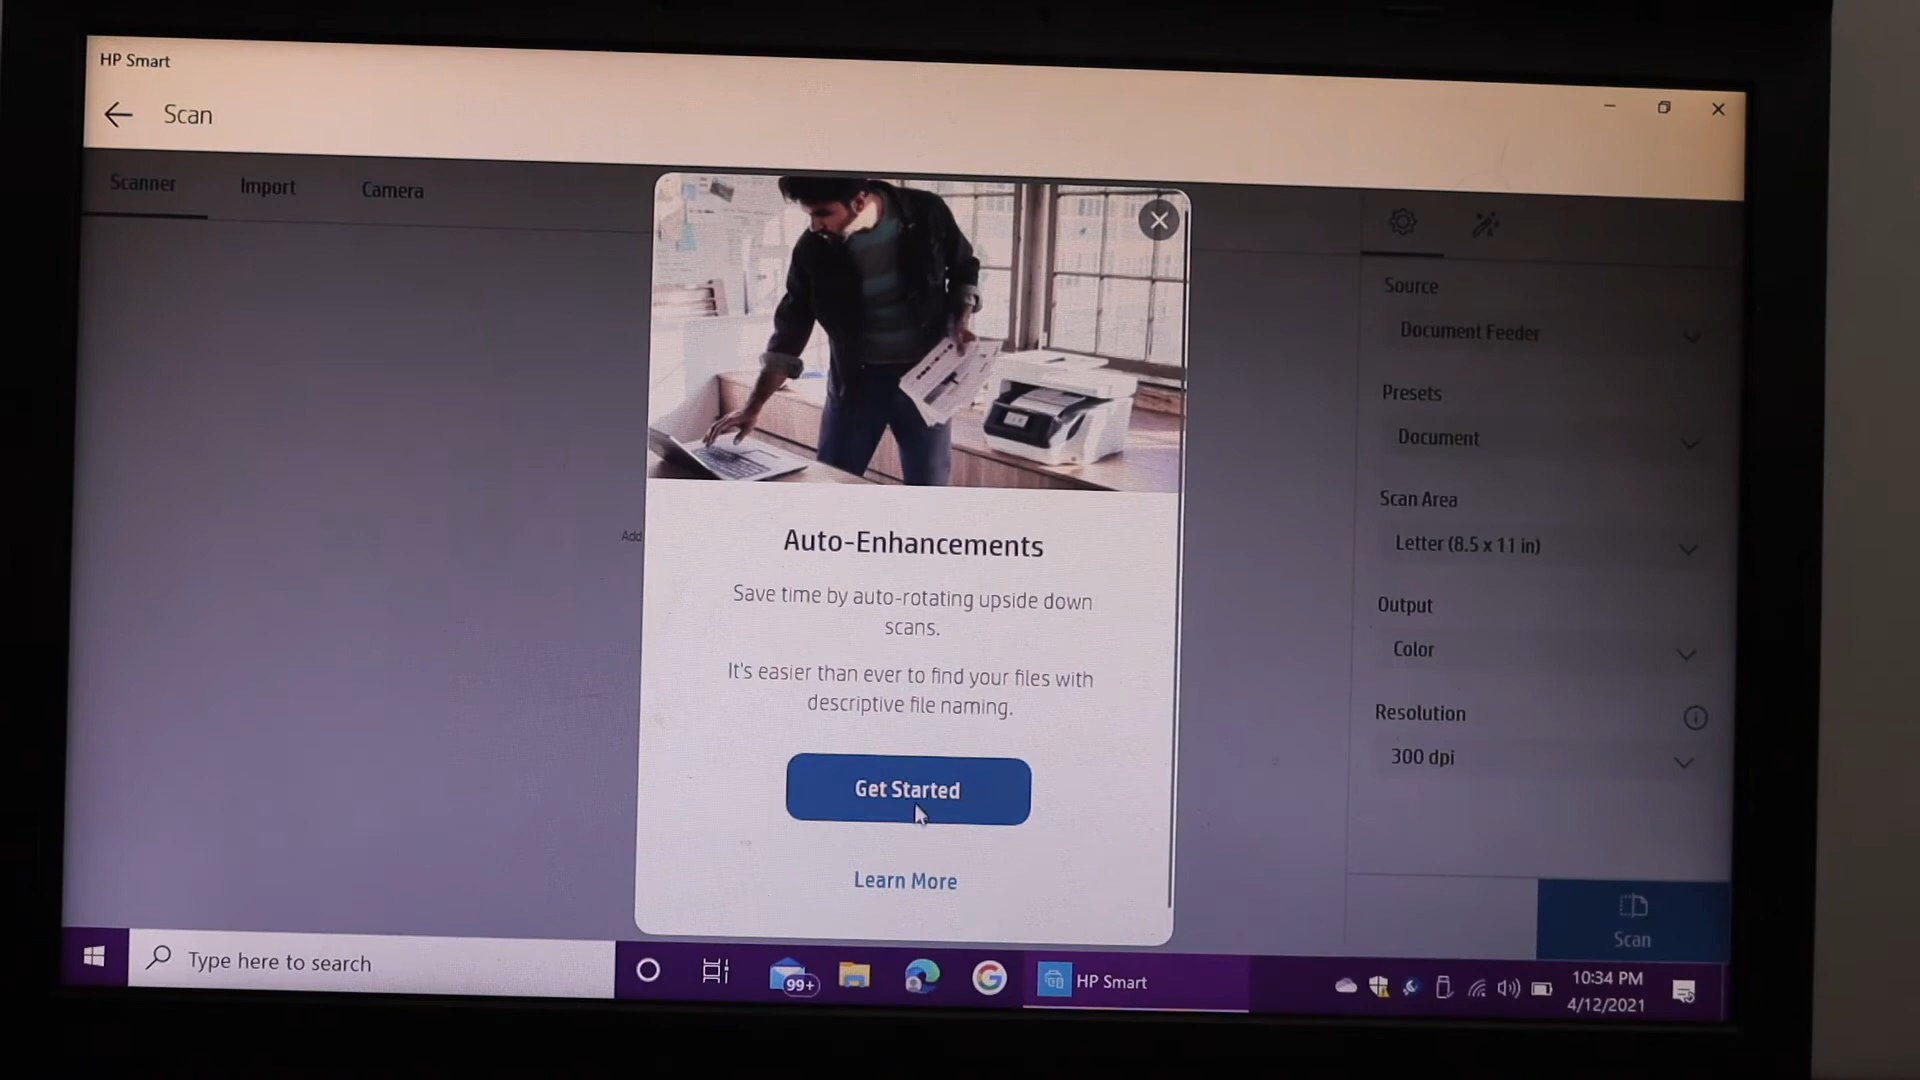 HP Smart
Scan
Scanner
Import
Camera
Add
Auto-Enhancements
Save time by auto-rotating upside down
scans.
It's easier than ever to find your files with
descriptive file naming.
Get Started
Learn More
Source
Document Feeder
Presets
Document
Scan Area
Letter (8.5 x 11 in)
Output
Color
Resolution
300 dpi
Scan
Type here to search
99+
HP Smart
10:34 PM
4/12/2021